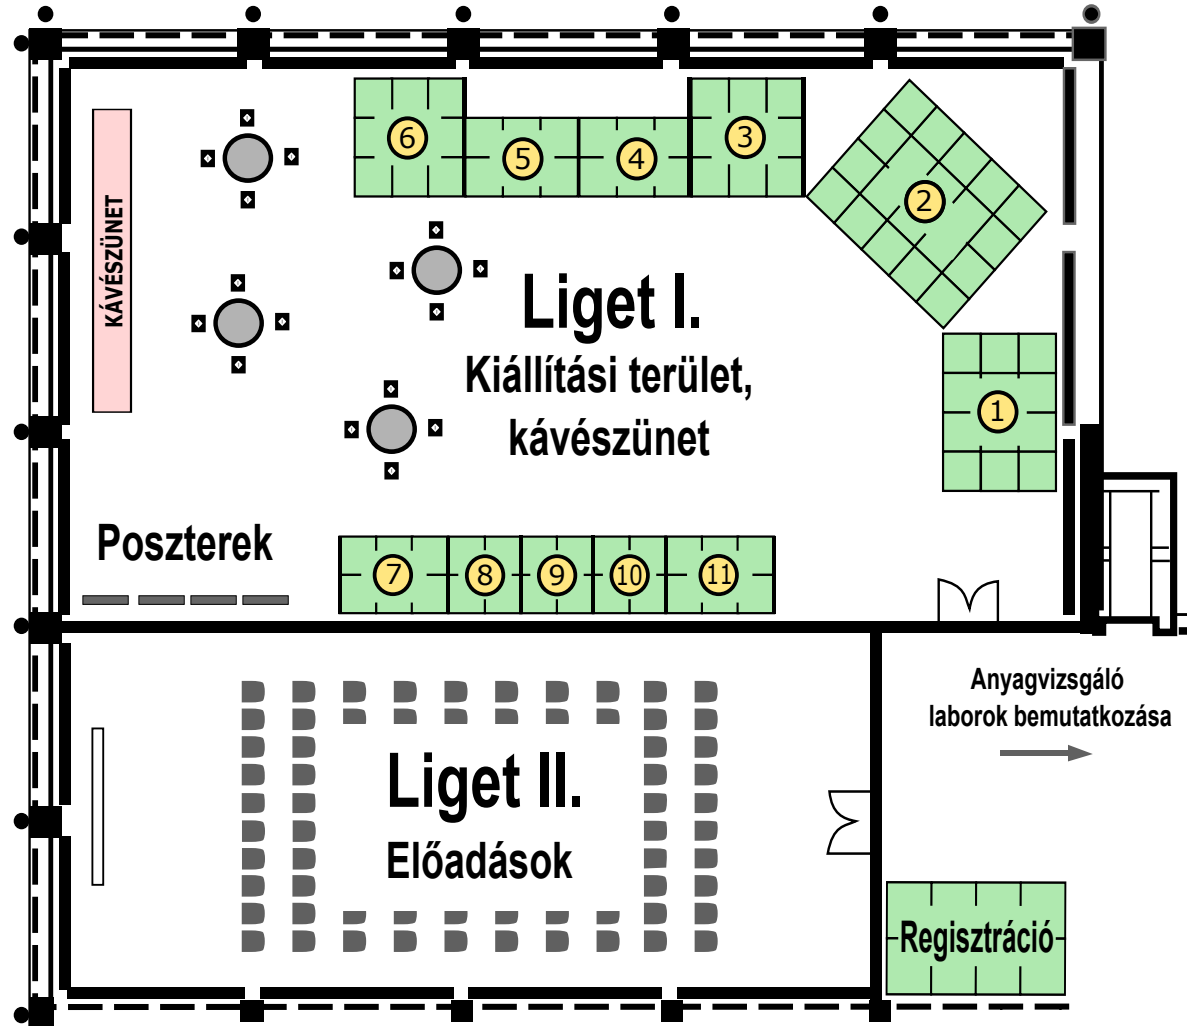 6
5
4
3
2
KÁVÉSZÜNET
Liget I.
Kiállítási terület,
kávészünet
1
Poszterek
7
8
9
10
11
Anyagvizsgáló
laborok bemutatkozása
Liget II.
Előadások
Regisztráció